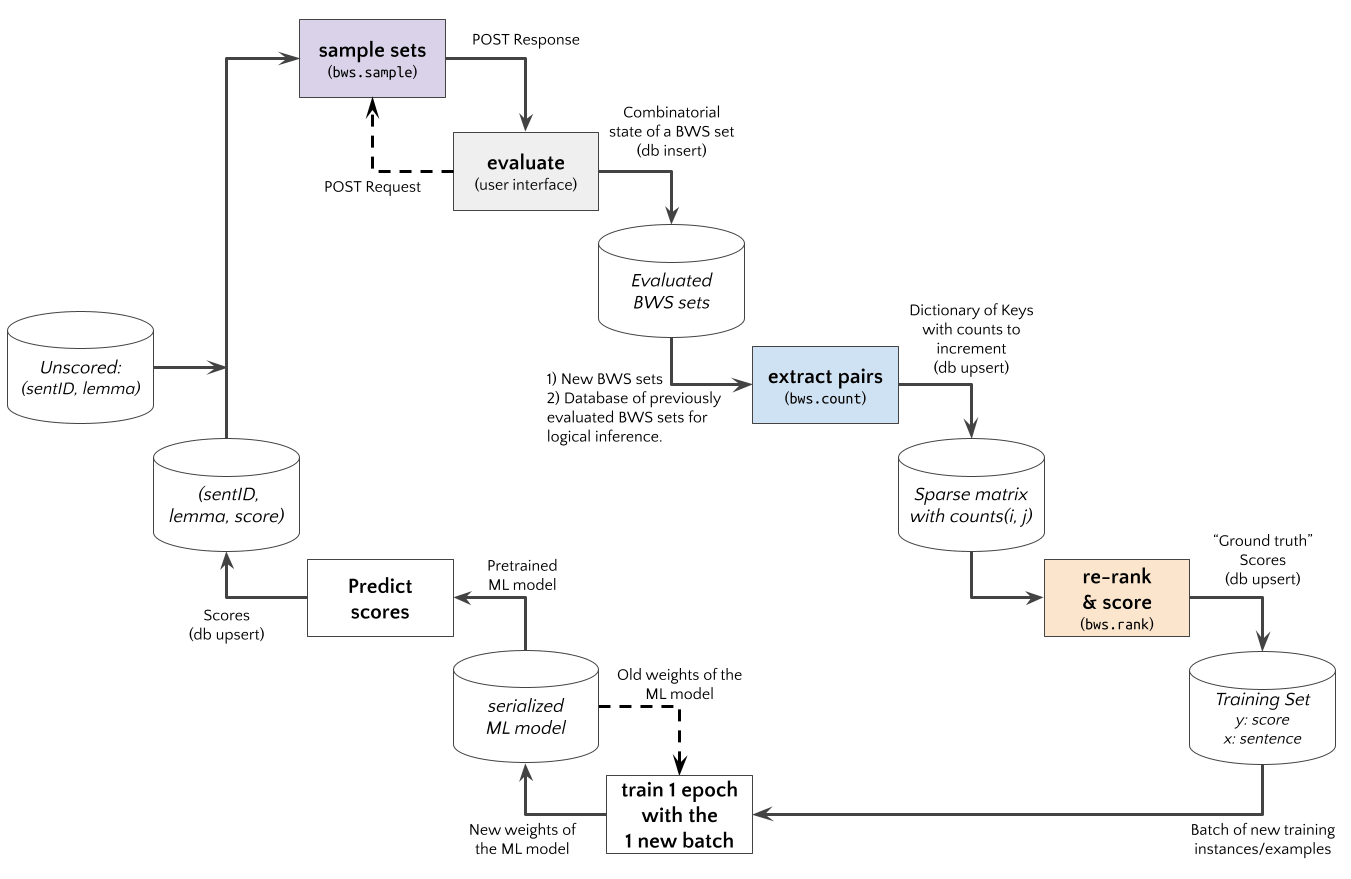 sample sets
(bws.sample)
POST Response
POST Request
evaluate
(user interface)
Combinatorial
state of a BWS set
(db insert)
Evaluated
BWS sets
Unscored:
(sentID, lemma)
1) New BWS sets
2) Database of previously
evaluated BWS sets for
logical inference.
extract pairs
(bws.count)
Dictionary of Keys
with counts to
increment
(db upsert)
(sentID,
lemma, score)
Sparse matrix
with counts(i, j)
Scores
(db upsert)
Predict
scores
Pretrained
ML model
re-rank
& score
(bws.rank)
“Ground truth”
Scores
(db upsert)
serialized
ML model
Old weights of the
ML model
Training Set
y: score
x: sentence
New weights of
the ML model
train 1 epoch
with the
1 new batch
Batch of new training
instances/examples